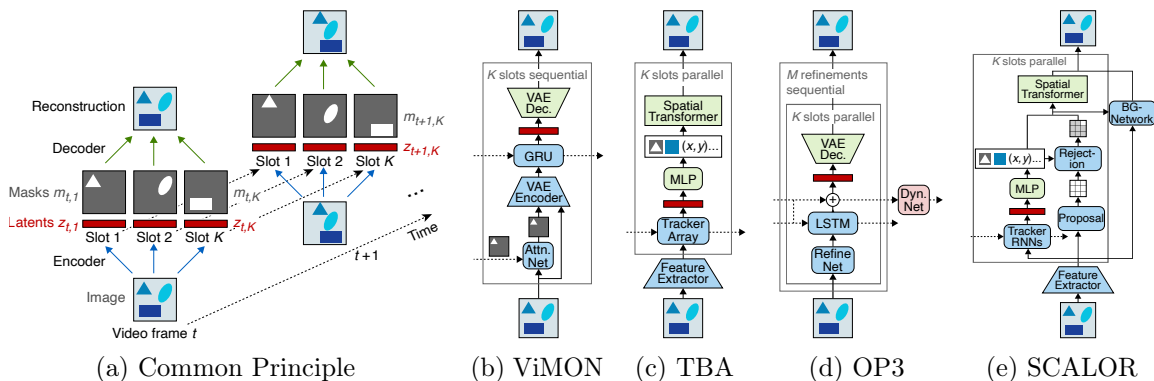 Reconstruction
Decoder
Masks m_{t,1}
m_{t,K}
Latents z_{t,1}
z_{t,K}
Slot 1 Slot 2 Slot K
Encoder
Image
Video frame t
m_{t+1,K}
z_{t+1,K}
Slot 1 Slot 2 Slot K
...
Time
t+1
(a) Common Principle
K slots sequential
VAE
Dec.
GRU
VAE
Encoder
Attn.
Net
(b) ViMON
K slots parallel
Spatial
Transformer
(x, y)...
MLP
Tracker
Array
Feature
Extractor
(c) TBA
M refinements
sequential
K slots parallel
VAE
Dec.
+
LSTM
Dyn.
Net
Refine
Net
(d) OP3
K slots parallel
Spatial
Transformer
BG-
Network
(x, y)...
Reject-
ion
MLP
Proposal
Tracker
RNNs
Feature
Extractor
(e) SCALOR